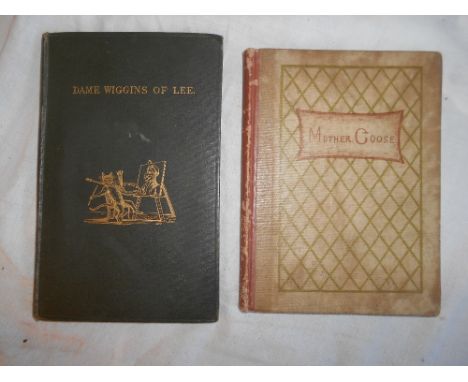 DAME WIGGINS OF LEE.
MOTHER. GOOSE